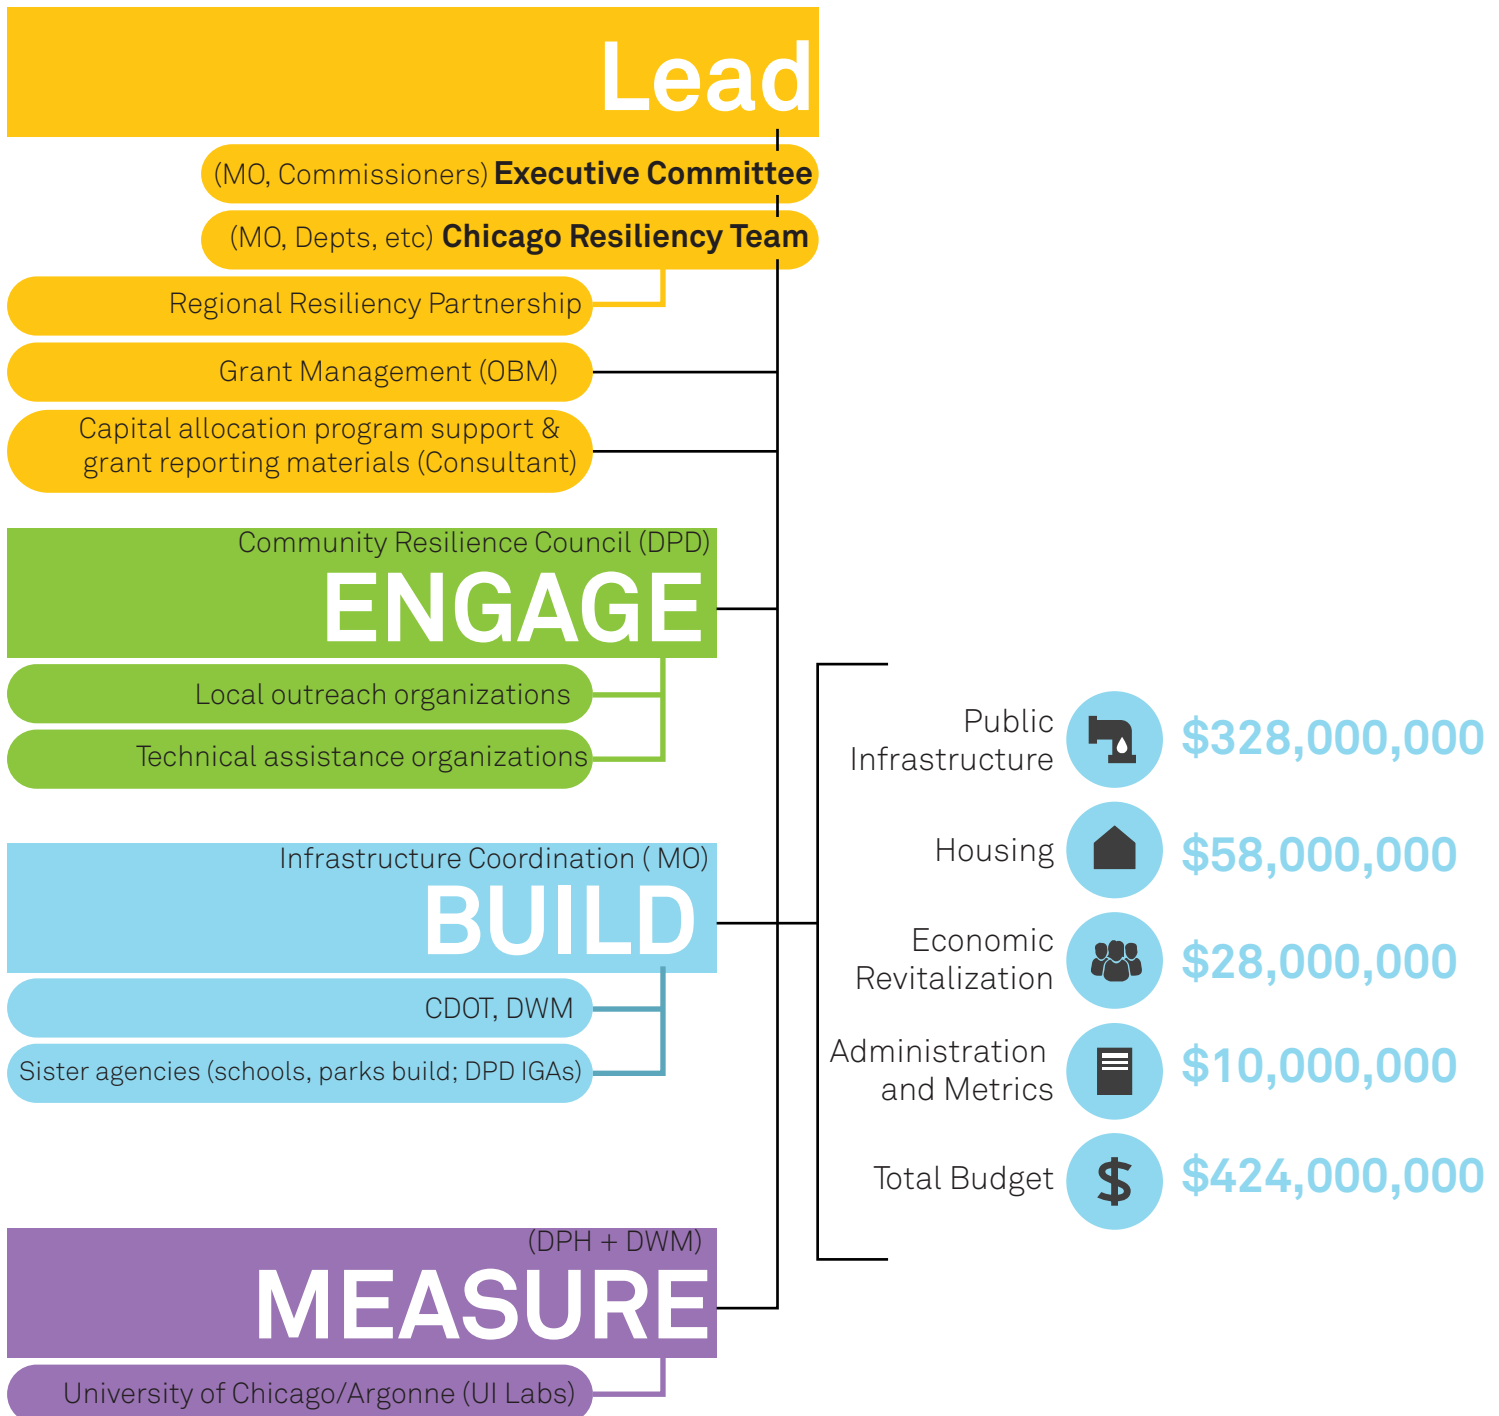 Lead
(MO, Commissioners) Executive Committee
(MO, Depts, etc) Chicago Resiliency Team
Regional Resiliency Partnership
Grant Management (OBM)
Capital allocation program support &
grant reporting materials (Consultant)
Community Resilience Council (DPD)
ENGAGE
Local outreach organizations
Technical assistance organizations
Infrastructure Coordination ( MO)
BUILD
CDOT, DWM
Sister agencies (schools, parks build; DPD IGAs)
(DPH + DWM)
MEASURE
University of Chicago/Argonne (UI Labs)
Public
Infrastructure
$328,000,000
Housing
$58,000,000
Economic
Revitalization
$28,000,000
Administration
and Metrics
$10,000,000
Total Budget
$
$424,000,000